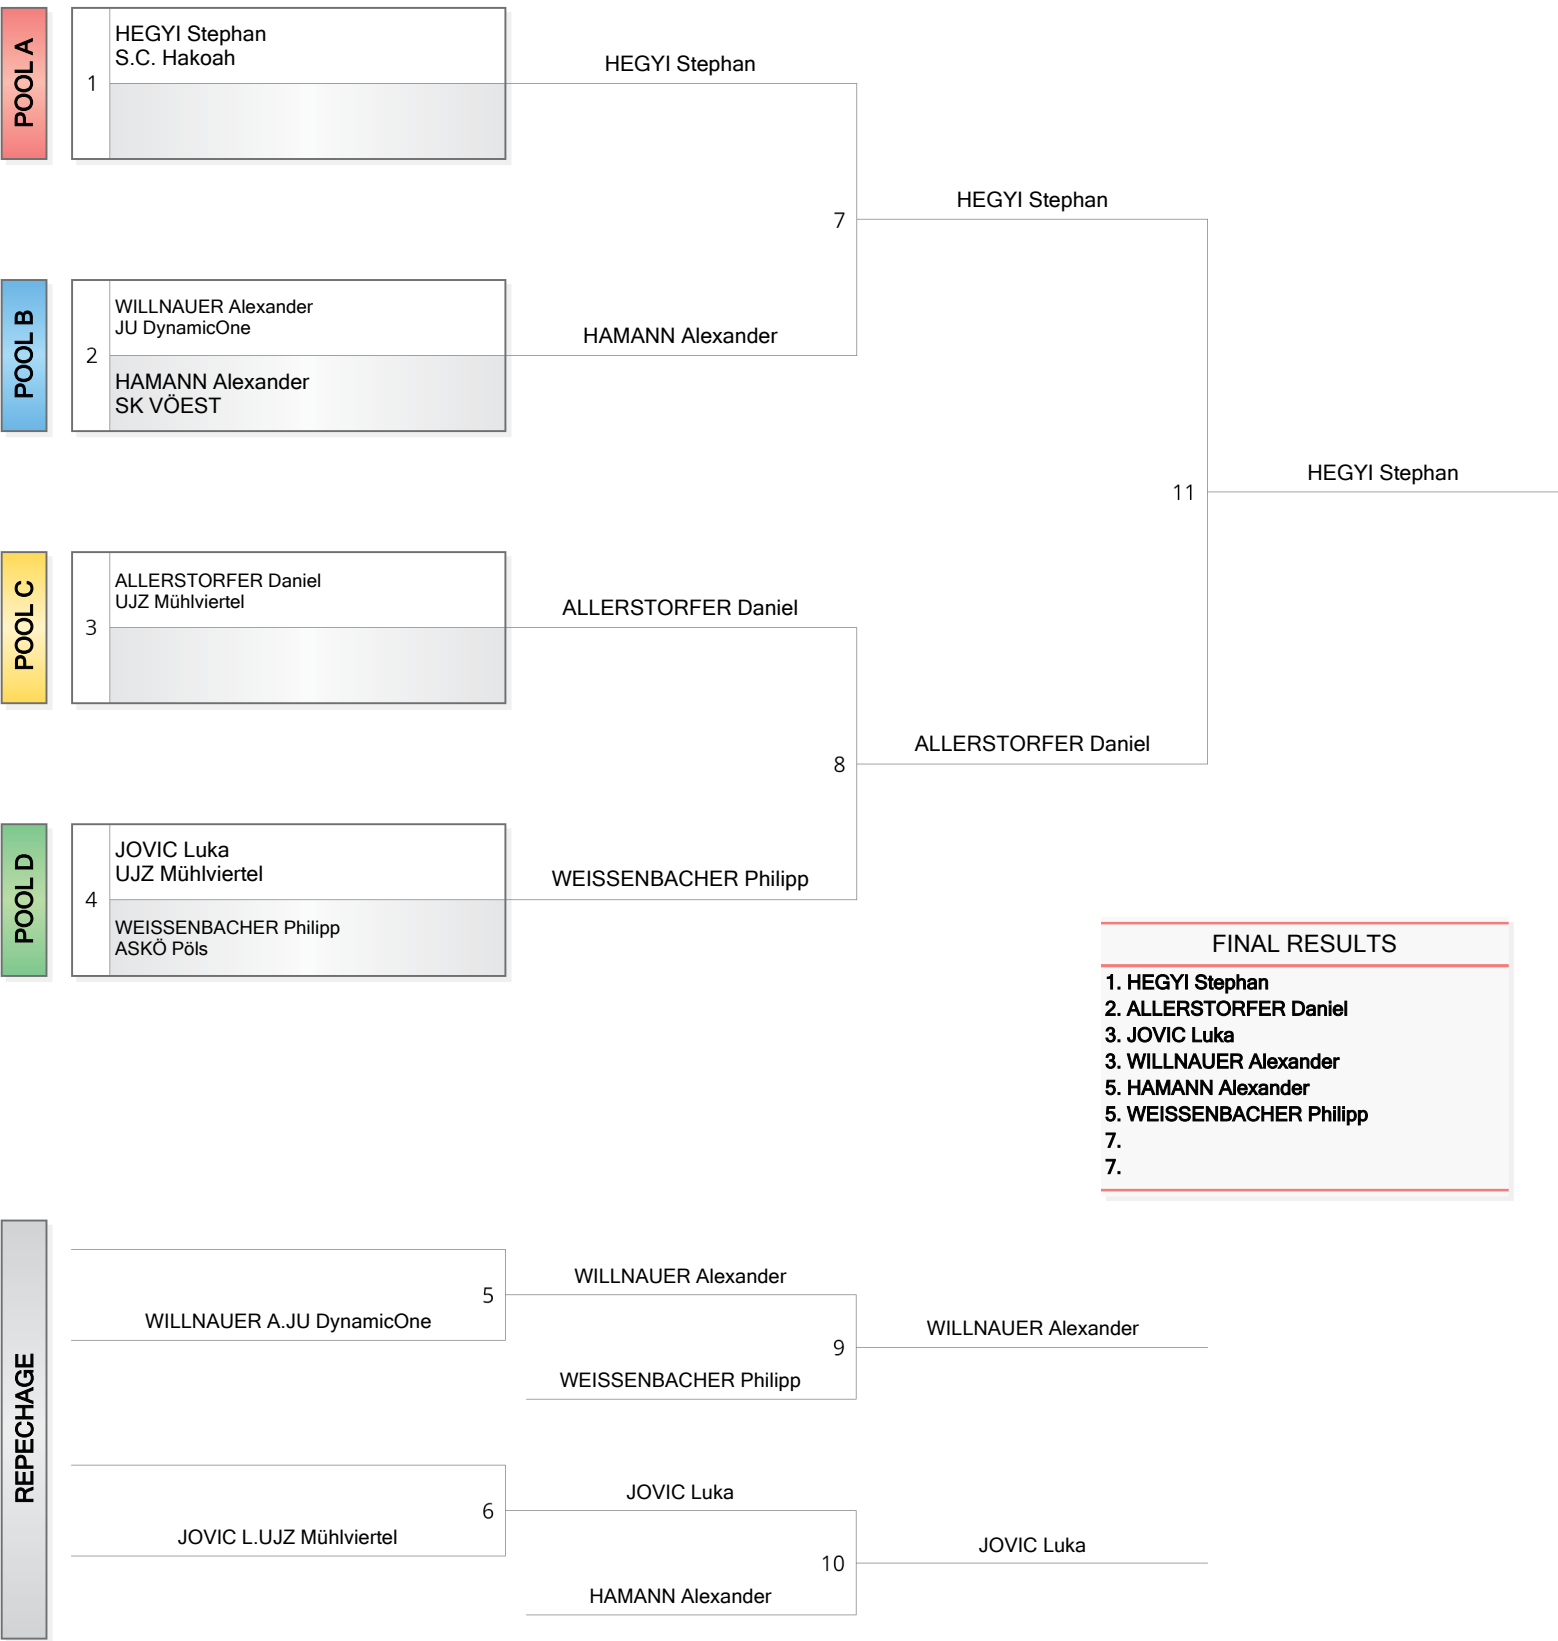 POOL A
1
HEGYI Stephan
S.C. Hakoah
HEGYI Stephan
7
HEGYI Stephan
POOL B
2
WILLNAUER Alexander
JU DynamicOne
HAMANN Alexander
SK VÖEST
HAMANN Alexander
11
HEGYI Stephan
POOL C
3
ALLERSTORFER Daniel
UJZ Mühlviertel
ALLERSTORFER Daniel
8
ALLERSTORFER Daniel
POOL D
4
JOVIC Luka
UJZ Mühlviertel
WEISSENBACHER Philipp
ASKÖ Pöls
WEISSENBACHER Philipp
FINAL RESULTS
1. HEGYI Stephan
2. ALLERSTORFER Daniel
3. JOVIC Luka
3. WILLNAUER Alexander
5. HAMANN Alexander
5. WEISSENBACHER Philipp
7.
7.
REPECHAGE
WILLNAUER A.JU DynamicOne
5
WILLNAUER Alexander
WEISSENBACHER Philipp
9
WILLNAUER Alexander
JOVIC L.UJZ Mühlviertel
6
JOVIC Luka
HAMANN Alexander
10
JOVIC Luka